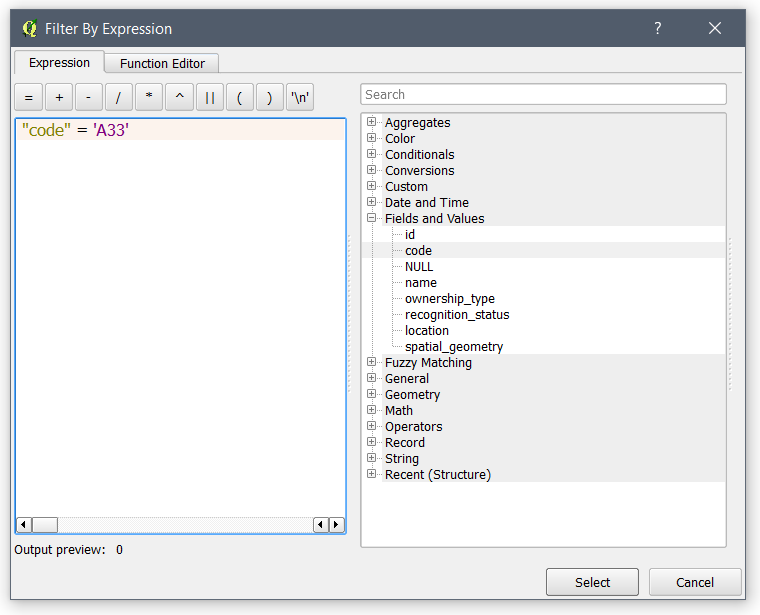 Filter By Expression
?
Expression
Function Editor
= + - / * ^ || ( ) '\n'
Search
"code" = 'A33'
Aggregates
Color
Conditionals
Conversions
Custom
Date and Time
Fields and Values
id
code
NULL
name
ownership_type
recognition_status
location
spatial_geometry
Fuzzy Matching
General
Geometry
Math
Operators
Record
String
Recent (Structure)
Output preview: 0
Select
Cancel